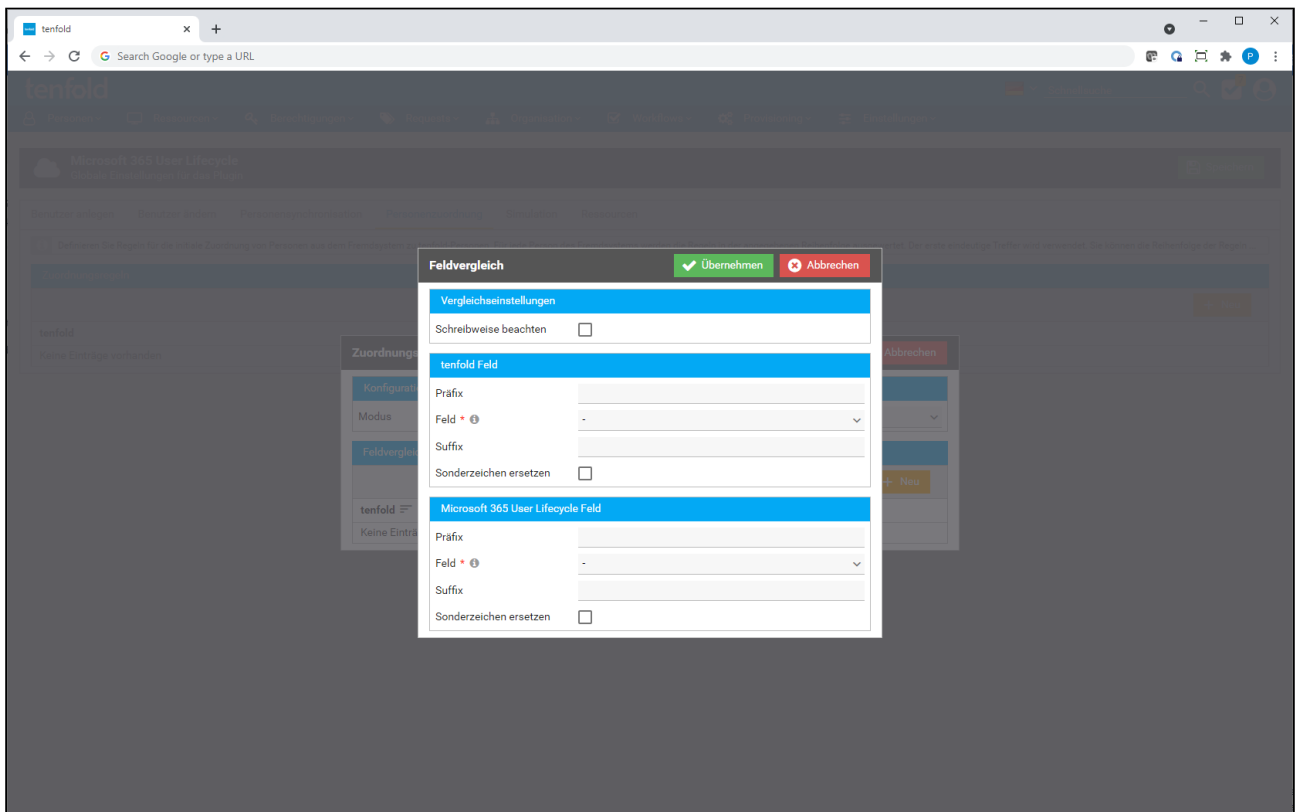 tenfold
Search Google or type a URL
P
tenfold
Microsoft 365 User Lifecycle
tenfold
Keine Einträge vorhanden
Zuordnungs
Abbrechen
Konfigurati
Modus
Feldvergleic
+ Neu
tenfold
Keine Einträ
Feldvergleich
Übernehmen
Abbrechen
Vergleichseinstellungen
Schreibweise beachten
tenfold Feld
Präfix
Feld * -
Suffix
Sonderzeichen ersetzen
Microsoft 365 User Lifecycle Feld
Präfix
Feld * -
Suffix
Sonderzeichen ersetzen